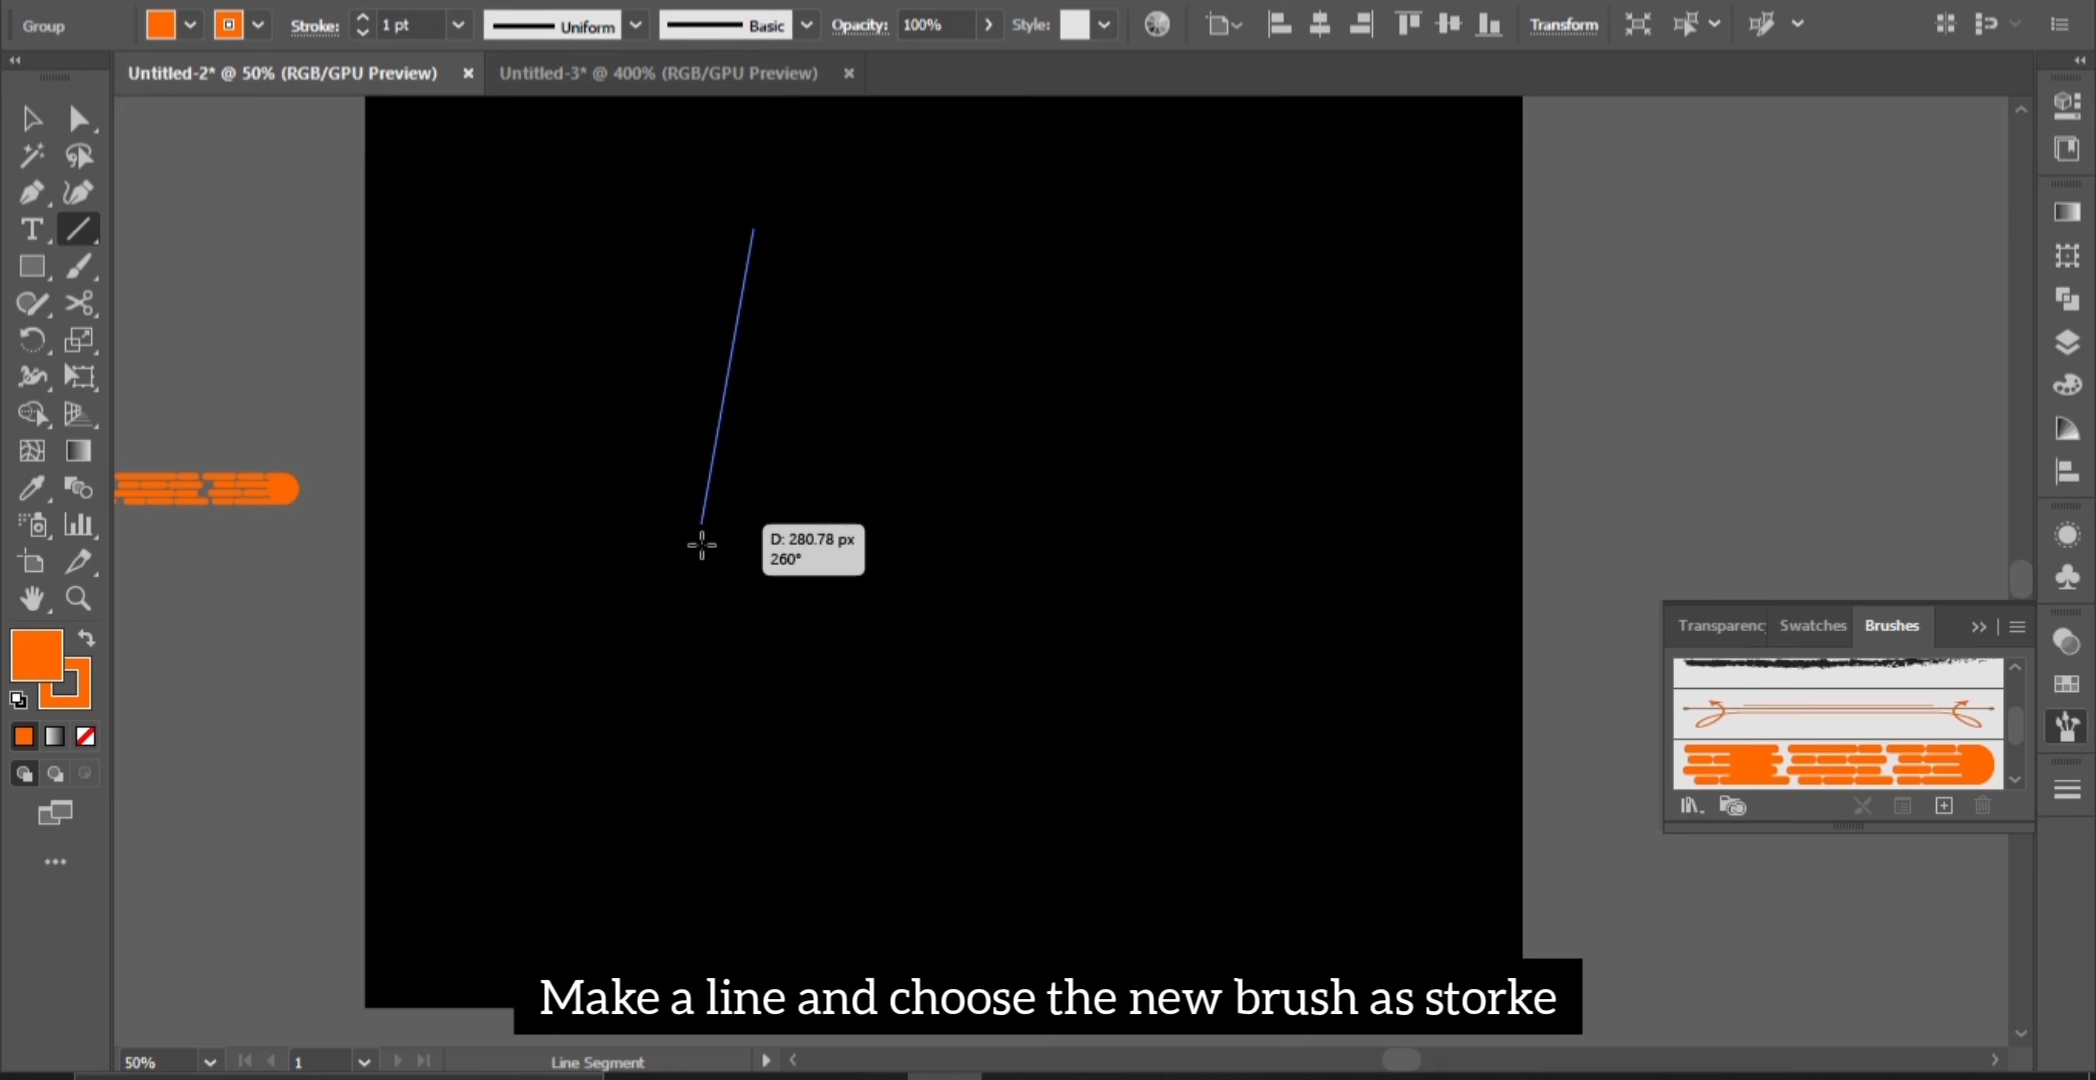 Group
Stroke:
1 pt
Uniform
Basic
Opacity:
100%
Style:
Transform
Untitled-2* @ 50% (RGB/GPU Preview)
Untitled-3* @ 400% (RGB/GPU Preview)
D: 280.78 px
260°
Transparenc
Swatches
Brushes
Make a line and choose the new brush as storke
50%
1
Line Segment